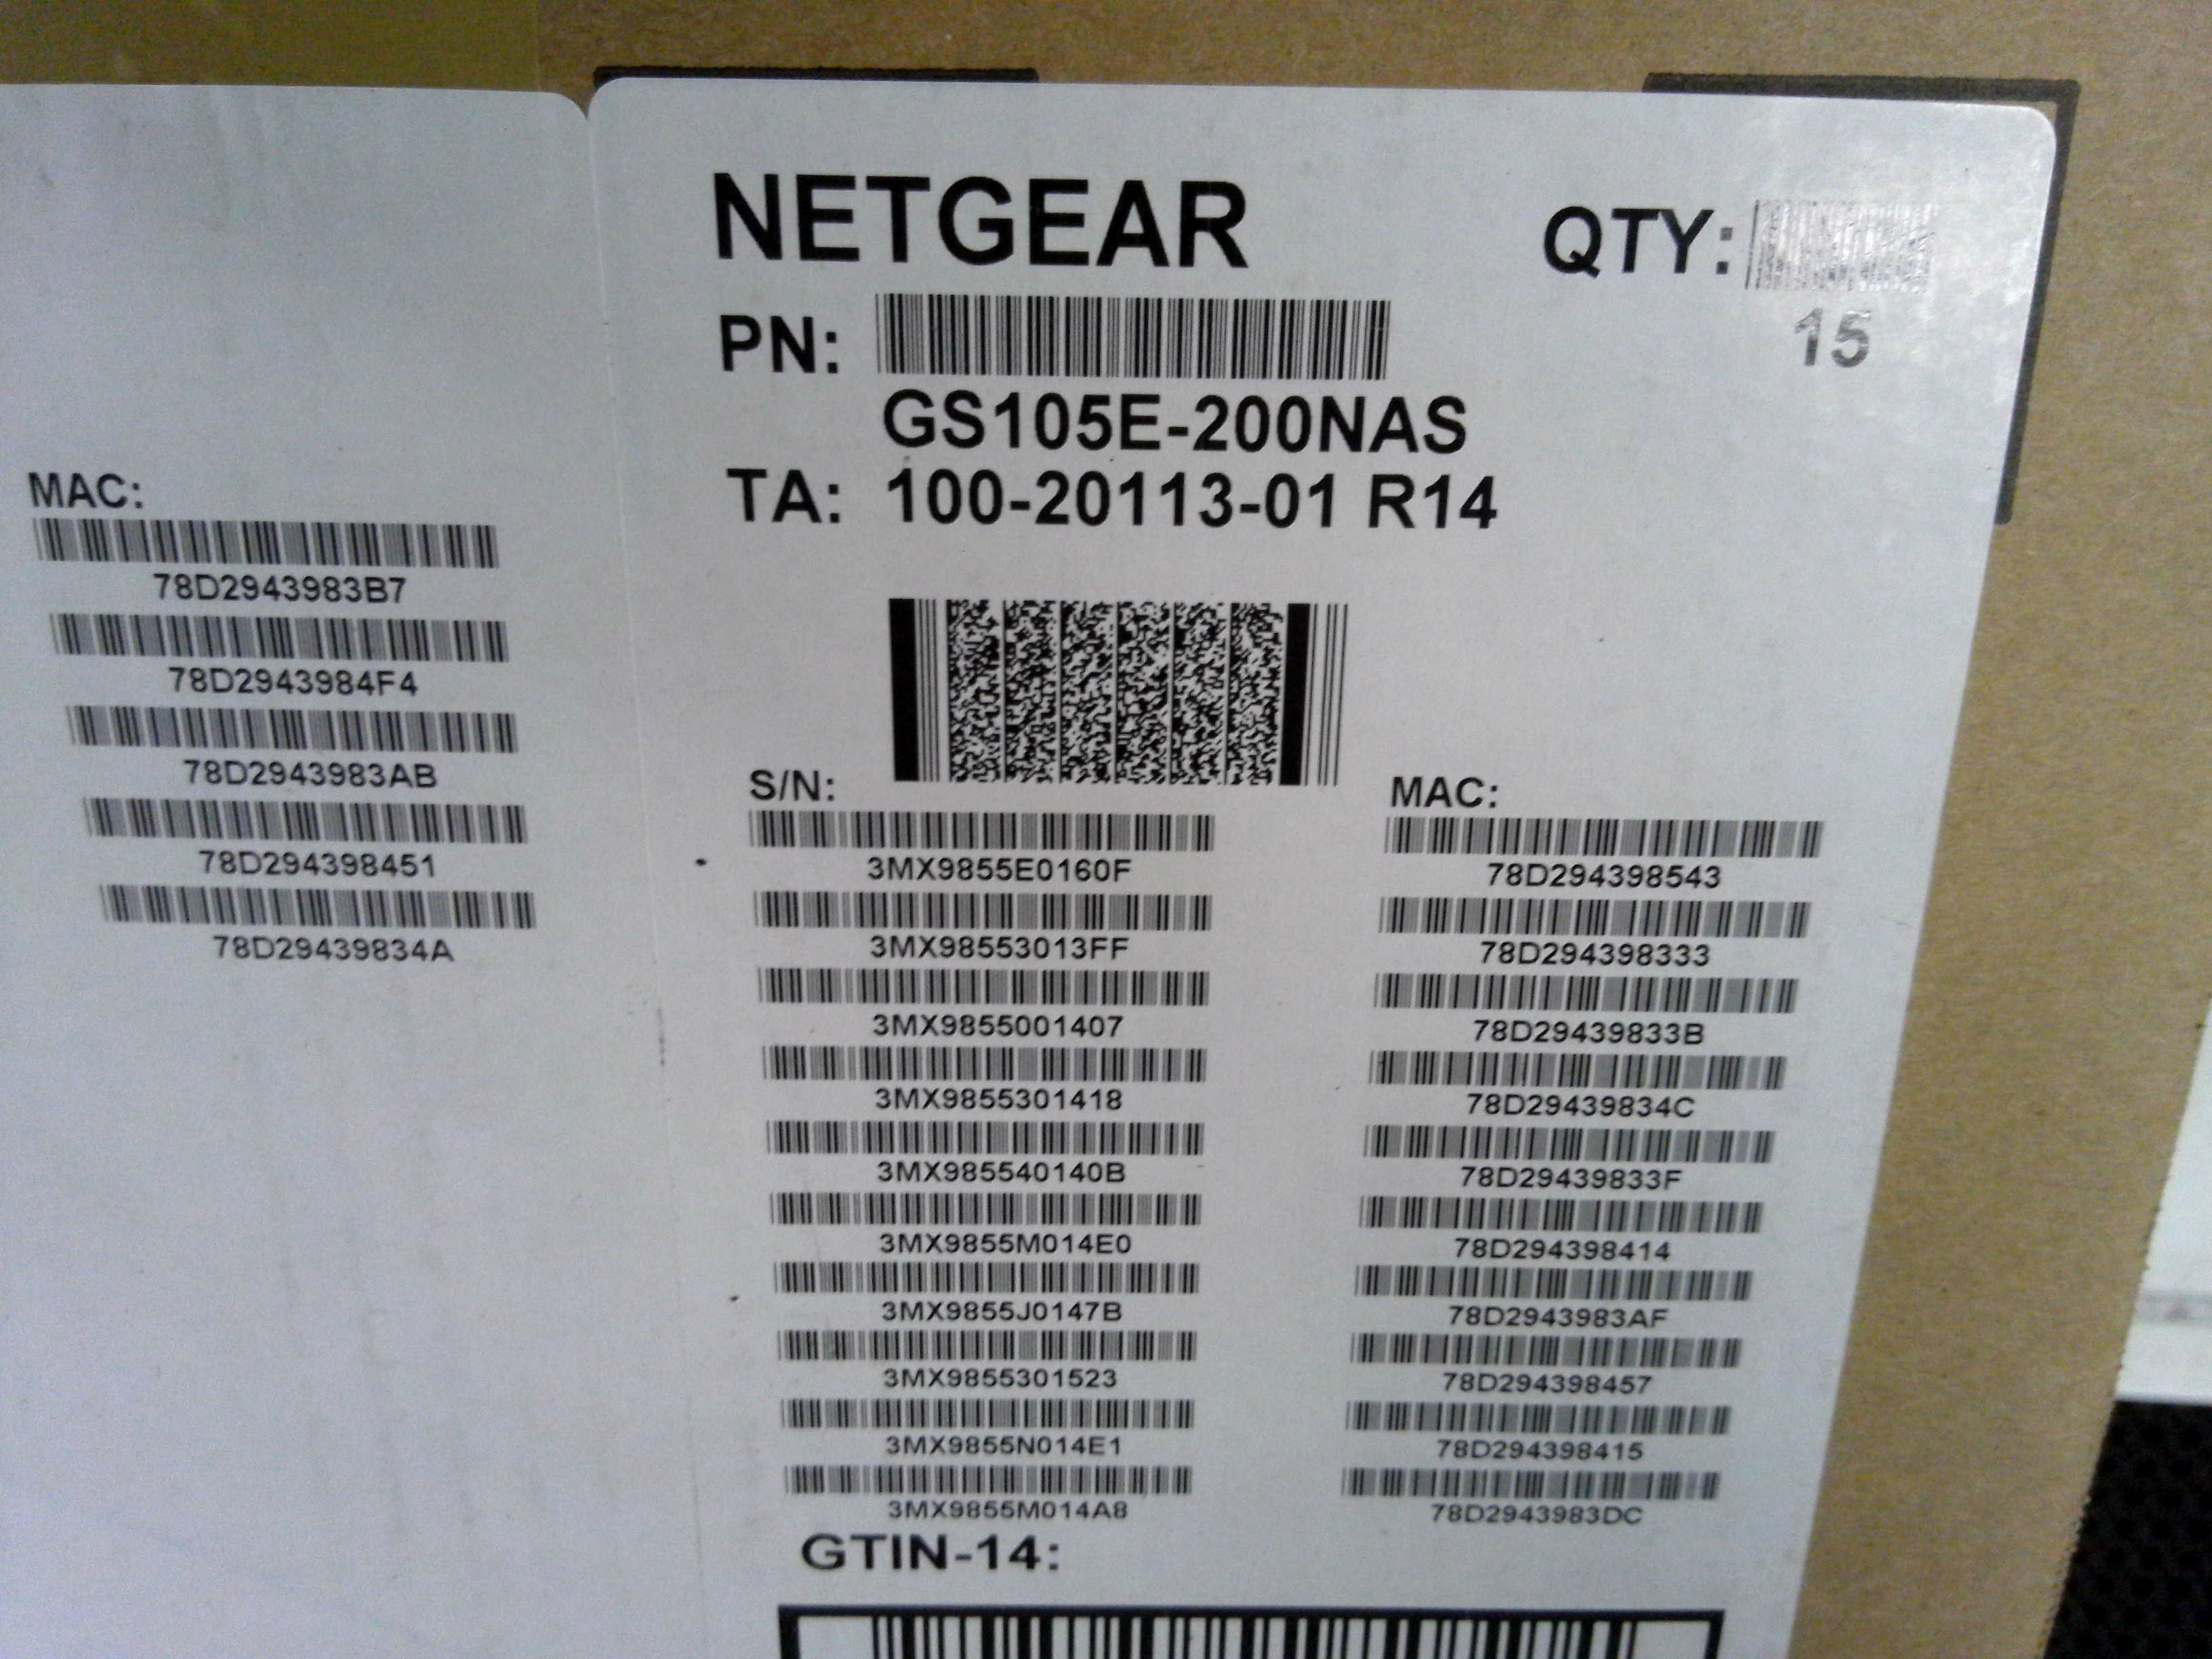 MAC:
78D2943983B7
78D2943984F4
78D2943983AB
78D294398451
78D29439834A
NETGEAR
QTY:
15
PN:
GS105E-200NAS
TA: 100-20113-01 R14
S/N:
3MX9855E0160F
3MX98553013FF
3MX9855001407
3MX9855301418
3MX985540140B
3MX9855M014E0
3MX9855J0147B
3MX9855301523
3MX9855N014E1
3MX9855M014A8
MAC:
78D294398543
78D294398333
78D29439833B
78D29439834C
78D29439833F
78D294398414
78D2943983AF
78D294398457
78D294398415
78D2943983DC
GTIN-14: